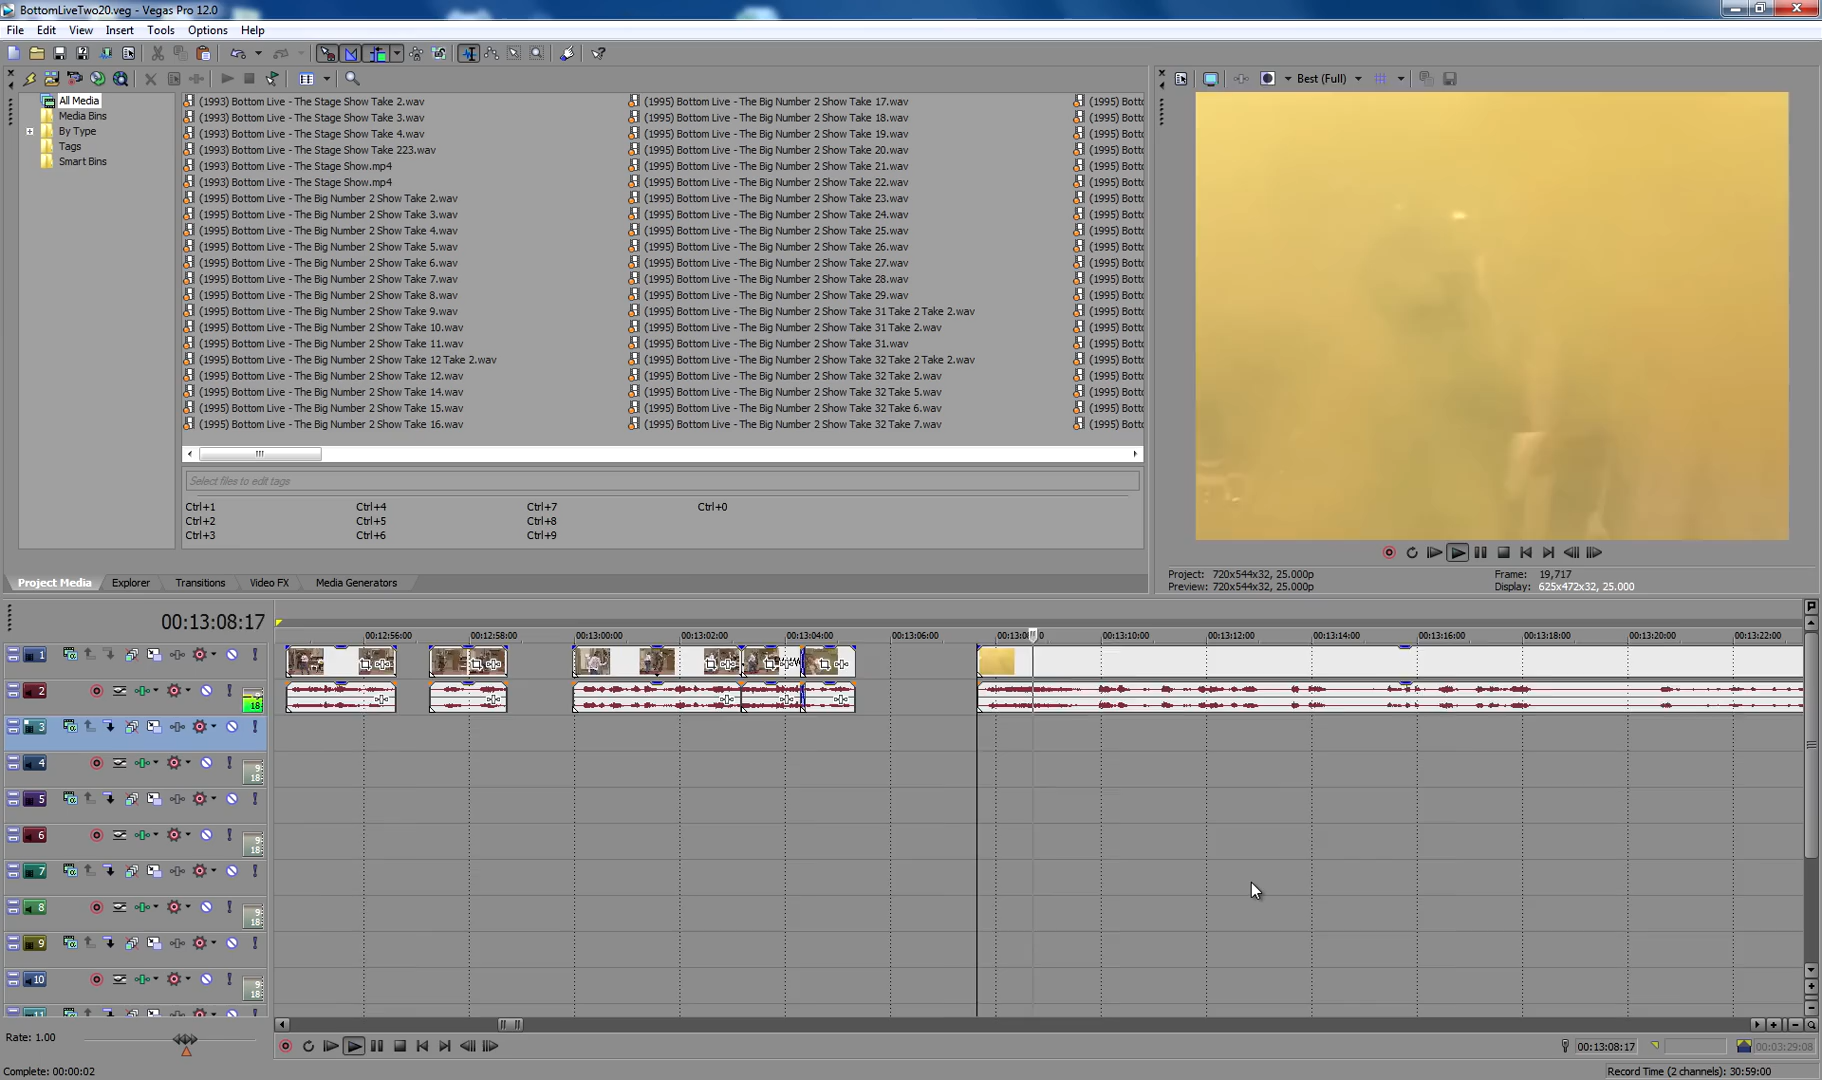 BottomLiveTwo20.veg - Vegas Pro 12.0
File Edit View Insert Tools Options Help
All Media
Media Bins
By Type
Tags
Smart Bins
(1993) Bottom Live - The Stage Show Take 2.wav
(1993) Bottom Live - The Stage Show Take 3.wav
(1993) Bottom Live - The Stage Show Take 4.wav
(1993) Bottom Live - The Stage Show Take 223.wav
(1993) Bottom Live - The Stage Show.mp4
(1993) Bottom Live - The Stage Show.mp4
(1995) Bottom Live - The Big Number 2 Show Take 2.wav
(1995) Bottom Live - The Big Number 2 Show Take 3.wav
(1995) Bottom Live - The Big Number 2 Show Take 4.wav
(1995) Bottom Live - The Big Number 2 Show Take 5.wav
(1995) Bottom Live - The Big Number 2 Show Take 6.wav
(1995) Bottom Live - The Big Number 2 Show Take 7.wav
(1995) Bottom Live - The Big Number 2 Show Take 8.wav
(1995) Bottom Live - The Big Number 2 Show Take 9.wav
(1995) Bottom Live - The Big Number 2 Show Take 10.wav
(1995) Bottom Live - The Big Number 2 Show Take 11.wav
(1995) Bottom Live - The Big Number 2 Show Take 12 Take 2.wav
(1995) Bottom Live - The Big Number 2 Show Take 12.wav
(1995) Bottom Live - The Big Number 2 Show Take 14.wav
(1995) Bottom Live - The Big Number 2 Show Take 15.wav
(1995) Bottom Live - The Big Number 2 Show Take 16.wav
(1995) Bottom Live - The Big Number 2 Show Take 17.wav
(1995) Bottom Live - The Big Number 2 Show Take 18.wav
(1995) Bottom Live - The Big Number 2 Show Take 19.wav
(1995) Bottom Live - The Big Number 2 Show Take 20.wav
(1995) Bottom Live - The Big Number 2 Show Take 21.wav
(1995) Bottom Live - The Big Number 2 Show Take 22.wav
(1995) Bottom Live - The Big Number 2 Show Take 23.wav
(1995) Bottom Live - The Big Number 2 Show Take 24.wav
(1995) Bottom Live - The Big Number 2 Show Take 25.wav
(1995) Bottom Live - The Big Number 2 Show Take 26.wav
(1995) Bottom Live - The Big Number 2 Show Take 27.wav
(1995) Bottom Live - The Big Number 2 Show Take 28.wav
(1995) Bottom Live - The Big Number 2 Show Take 29.wav
(1995) Bottom Live - The Big Number 2 Show Take 31 Take 2 Take 2.wav
(1995) Bottom Live - The Big Number 2 Show Take 31 Take 2.wav
(1995) Bottom Live - The Big Number 2 Show Take 31.wav
(1995) Bottom Live - The Big Number 2 Show Take 32 Take 2 Take 2.wav
(1995) Bottom Live - The Big Number 2 Show Take 32 Take 2.wav
(1995) Bottom Live - The Big Number 2 Show Take 32 Take 5.wav
(1995) Bottom Live - The Big Number 2 Show Take 32 Take 6.wav
(1995) Bottom Live - The Big Number 2 Show Take 32 Take 7.wav
Select files to edit tags
Ctrl+1 Ctrl+4 Ctrl+7 Ctrl+0
Ctrl+2 Ctrl+5 Ctrl+8
Ctrl+3 Ctrl+6 Ctrl+9
Project Media Explorer Transitions Video FX Media Generators
Best (Full)
Project: 720x544x32, 25.000p Frame: 19,717
Preview: 720x544x32, 25.000p Display: 625x472x32, 25.000
00:13:08:17
00:12:56:00 00:12:58:00 00:13:00:00 00:13:02:00 00:13:04:00 00:13:06:00 00:13:10:00 00:13:12:00 00:13:14:00 00:13:16:00 00:13:18:00 00:13:20:00 00:13:22:00
1
2
18
3
4
9
18
5
6
9
18
7
8
9
18
9
10
9
18
Rate: 1.00
00:13:08:17
00:03:29:08
Complete: 00:00:02
Record Time (2 channels): 30:59:00